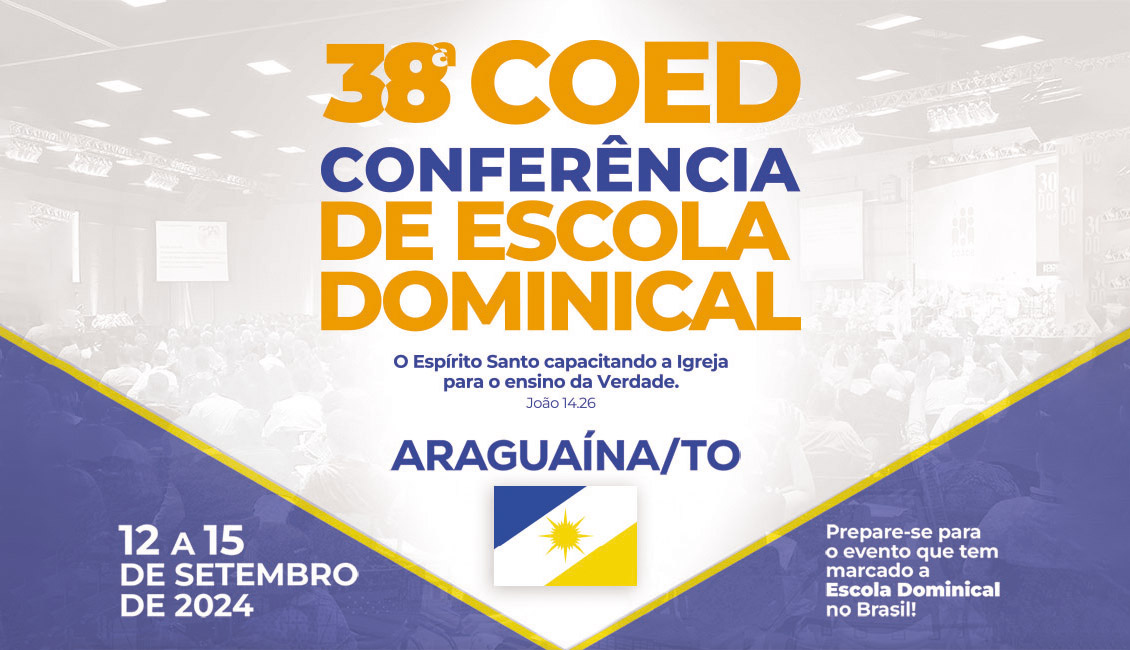 38ª COED
CONFERÊNCIA
DE ESCOLA
DOMINICAL
O Espírito Santo capacitando a Igreja
para o ensino da Verdade.
João 14.26
ARAGUAÍNA/TO
12 A 15
DE SETEMBRO
DE 2024
Prepare-se para
o evento que tem
marcado a
Escola Dominical
no Brasil!